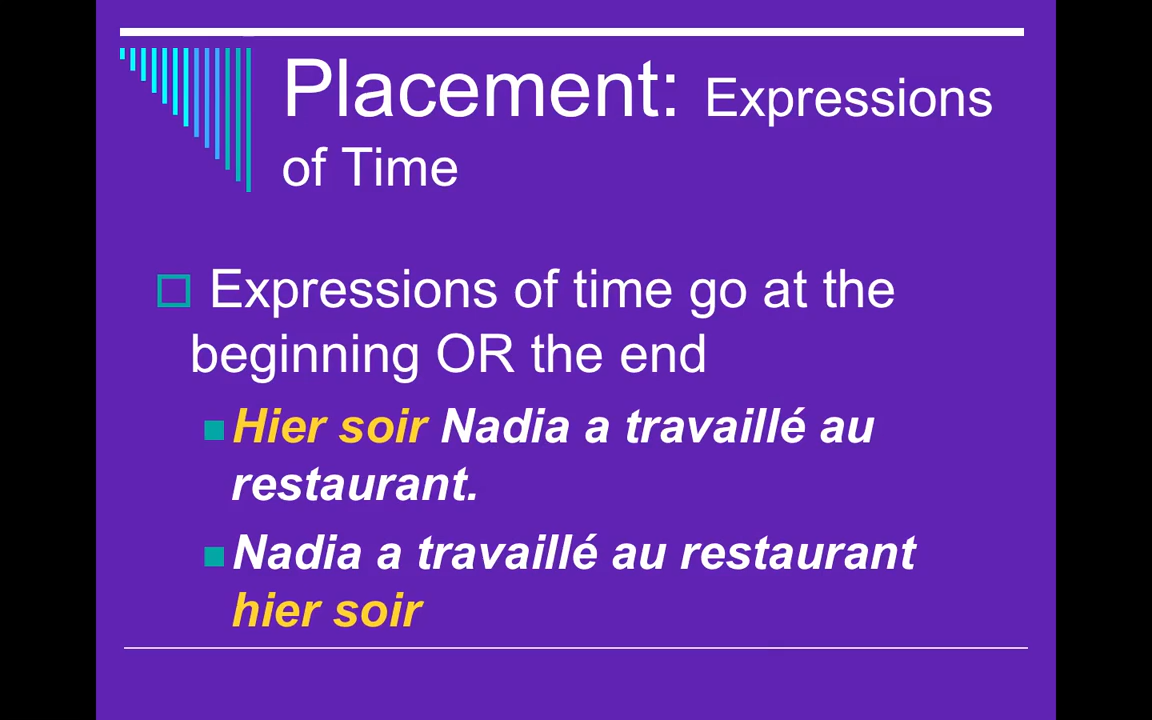 Placement: Expressions
of Time
Expressions of time go at the
beginning OR the end
Hier soir Nadia a travaillé au
restaurant.
Nadia a travaillé au restaurant
hier soir